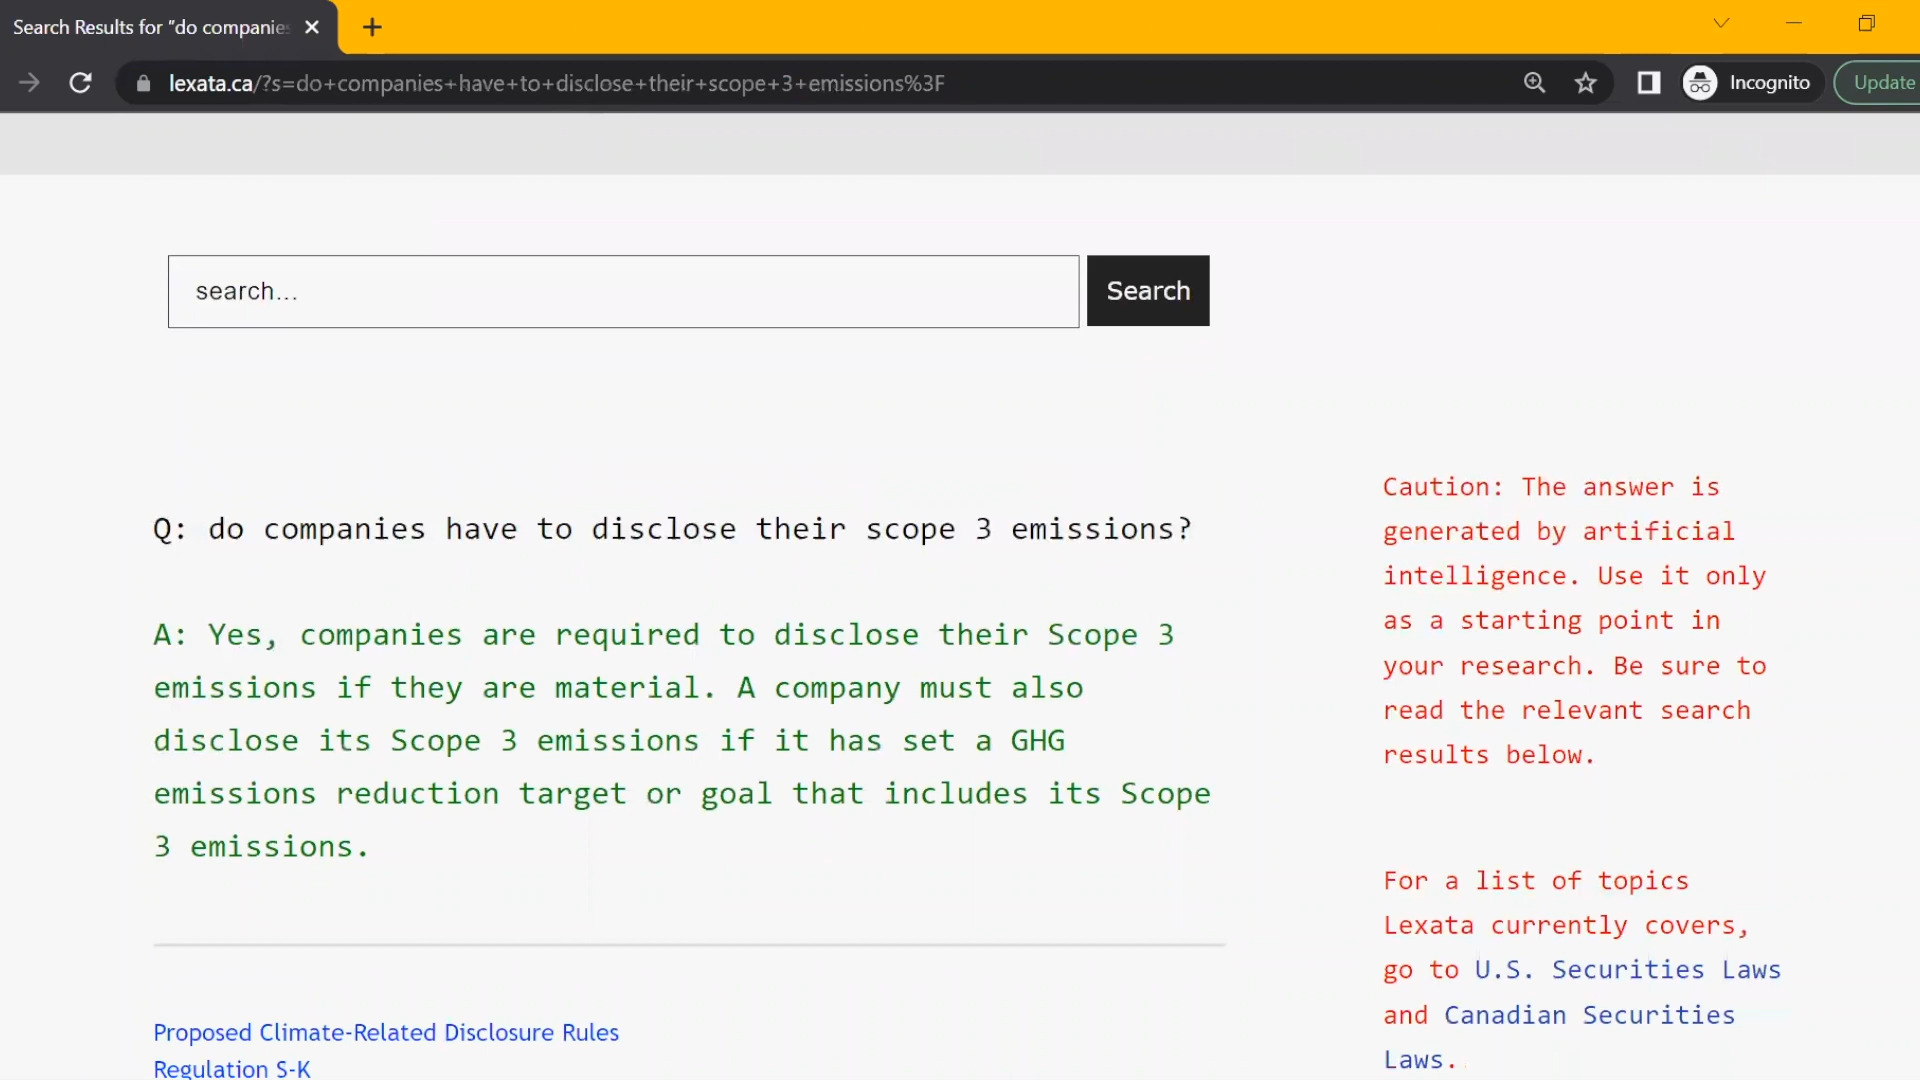 Search Results for "do companie
lexata.ca/?s=do+companies+have+to+disclose+their+scope+3+emissions%3F
Incognito
Update
search...
Search
Q: do companies have to disclose their scope 3 emissions?
A: Yes, companies are required to disclose their Scope 3
emissions if they are material. A company must also
disclose its Scope 3 emissions if it has set a GHG
emissions reduction target or goal that includes its Scope
3 emissions.
Proposed Climate-Related Disclosure Rules
Regulation S-K
Caution: The answer is
generated by artificial
intelligence. Use it only
as a starting point in
your research. Be sure to
read the relevant search
results below.
For a list of topics
Lexata currently covers,
go to U.S. Securities Laws
and Canadian Securities
Laws.